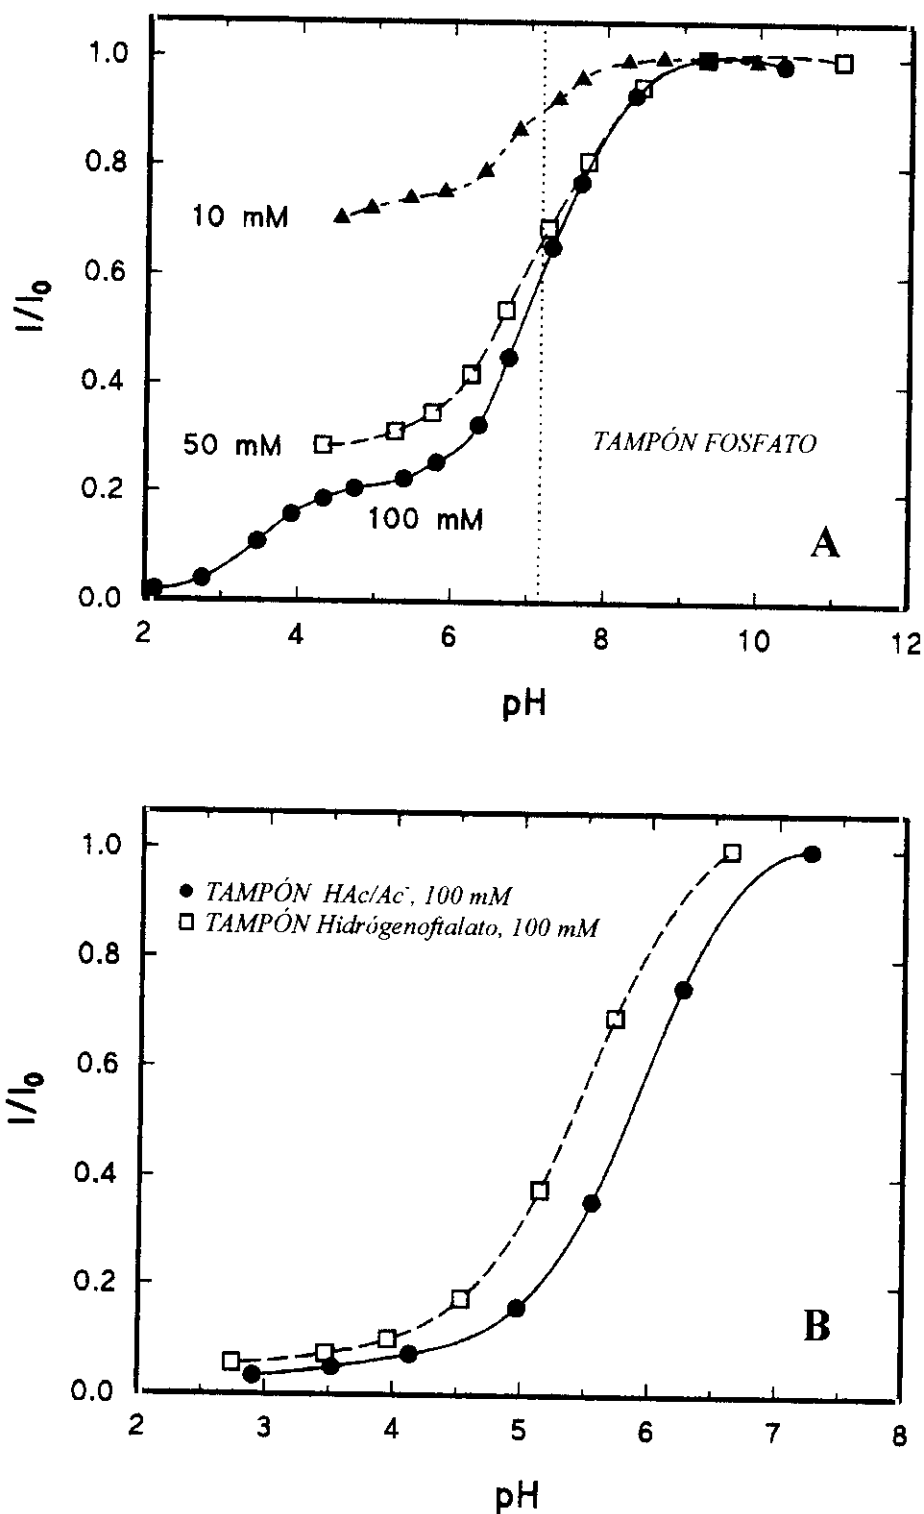 1.0
0.8
0.6
0.4
0.2
0.0
I/I₀
10 mM
50 mM
100 mM
TAMPÓN FOSFATO
A
2 4 6 8 10 12
pH
1.0
0.8
0.6
0.4
0.2
0.0
I/I₀
● TAMPÓN HAc/Ac⁻, 100 mM
□ TAMPÓN Hidrógenoftalato, 100 mM
B
2 3 4 5 6 7 8
pH